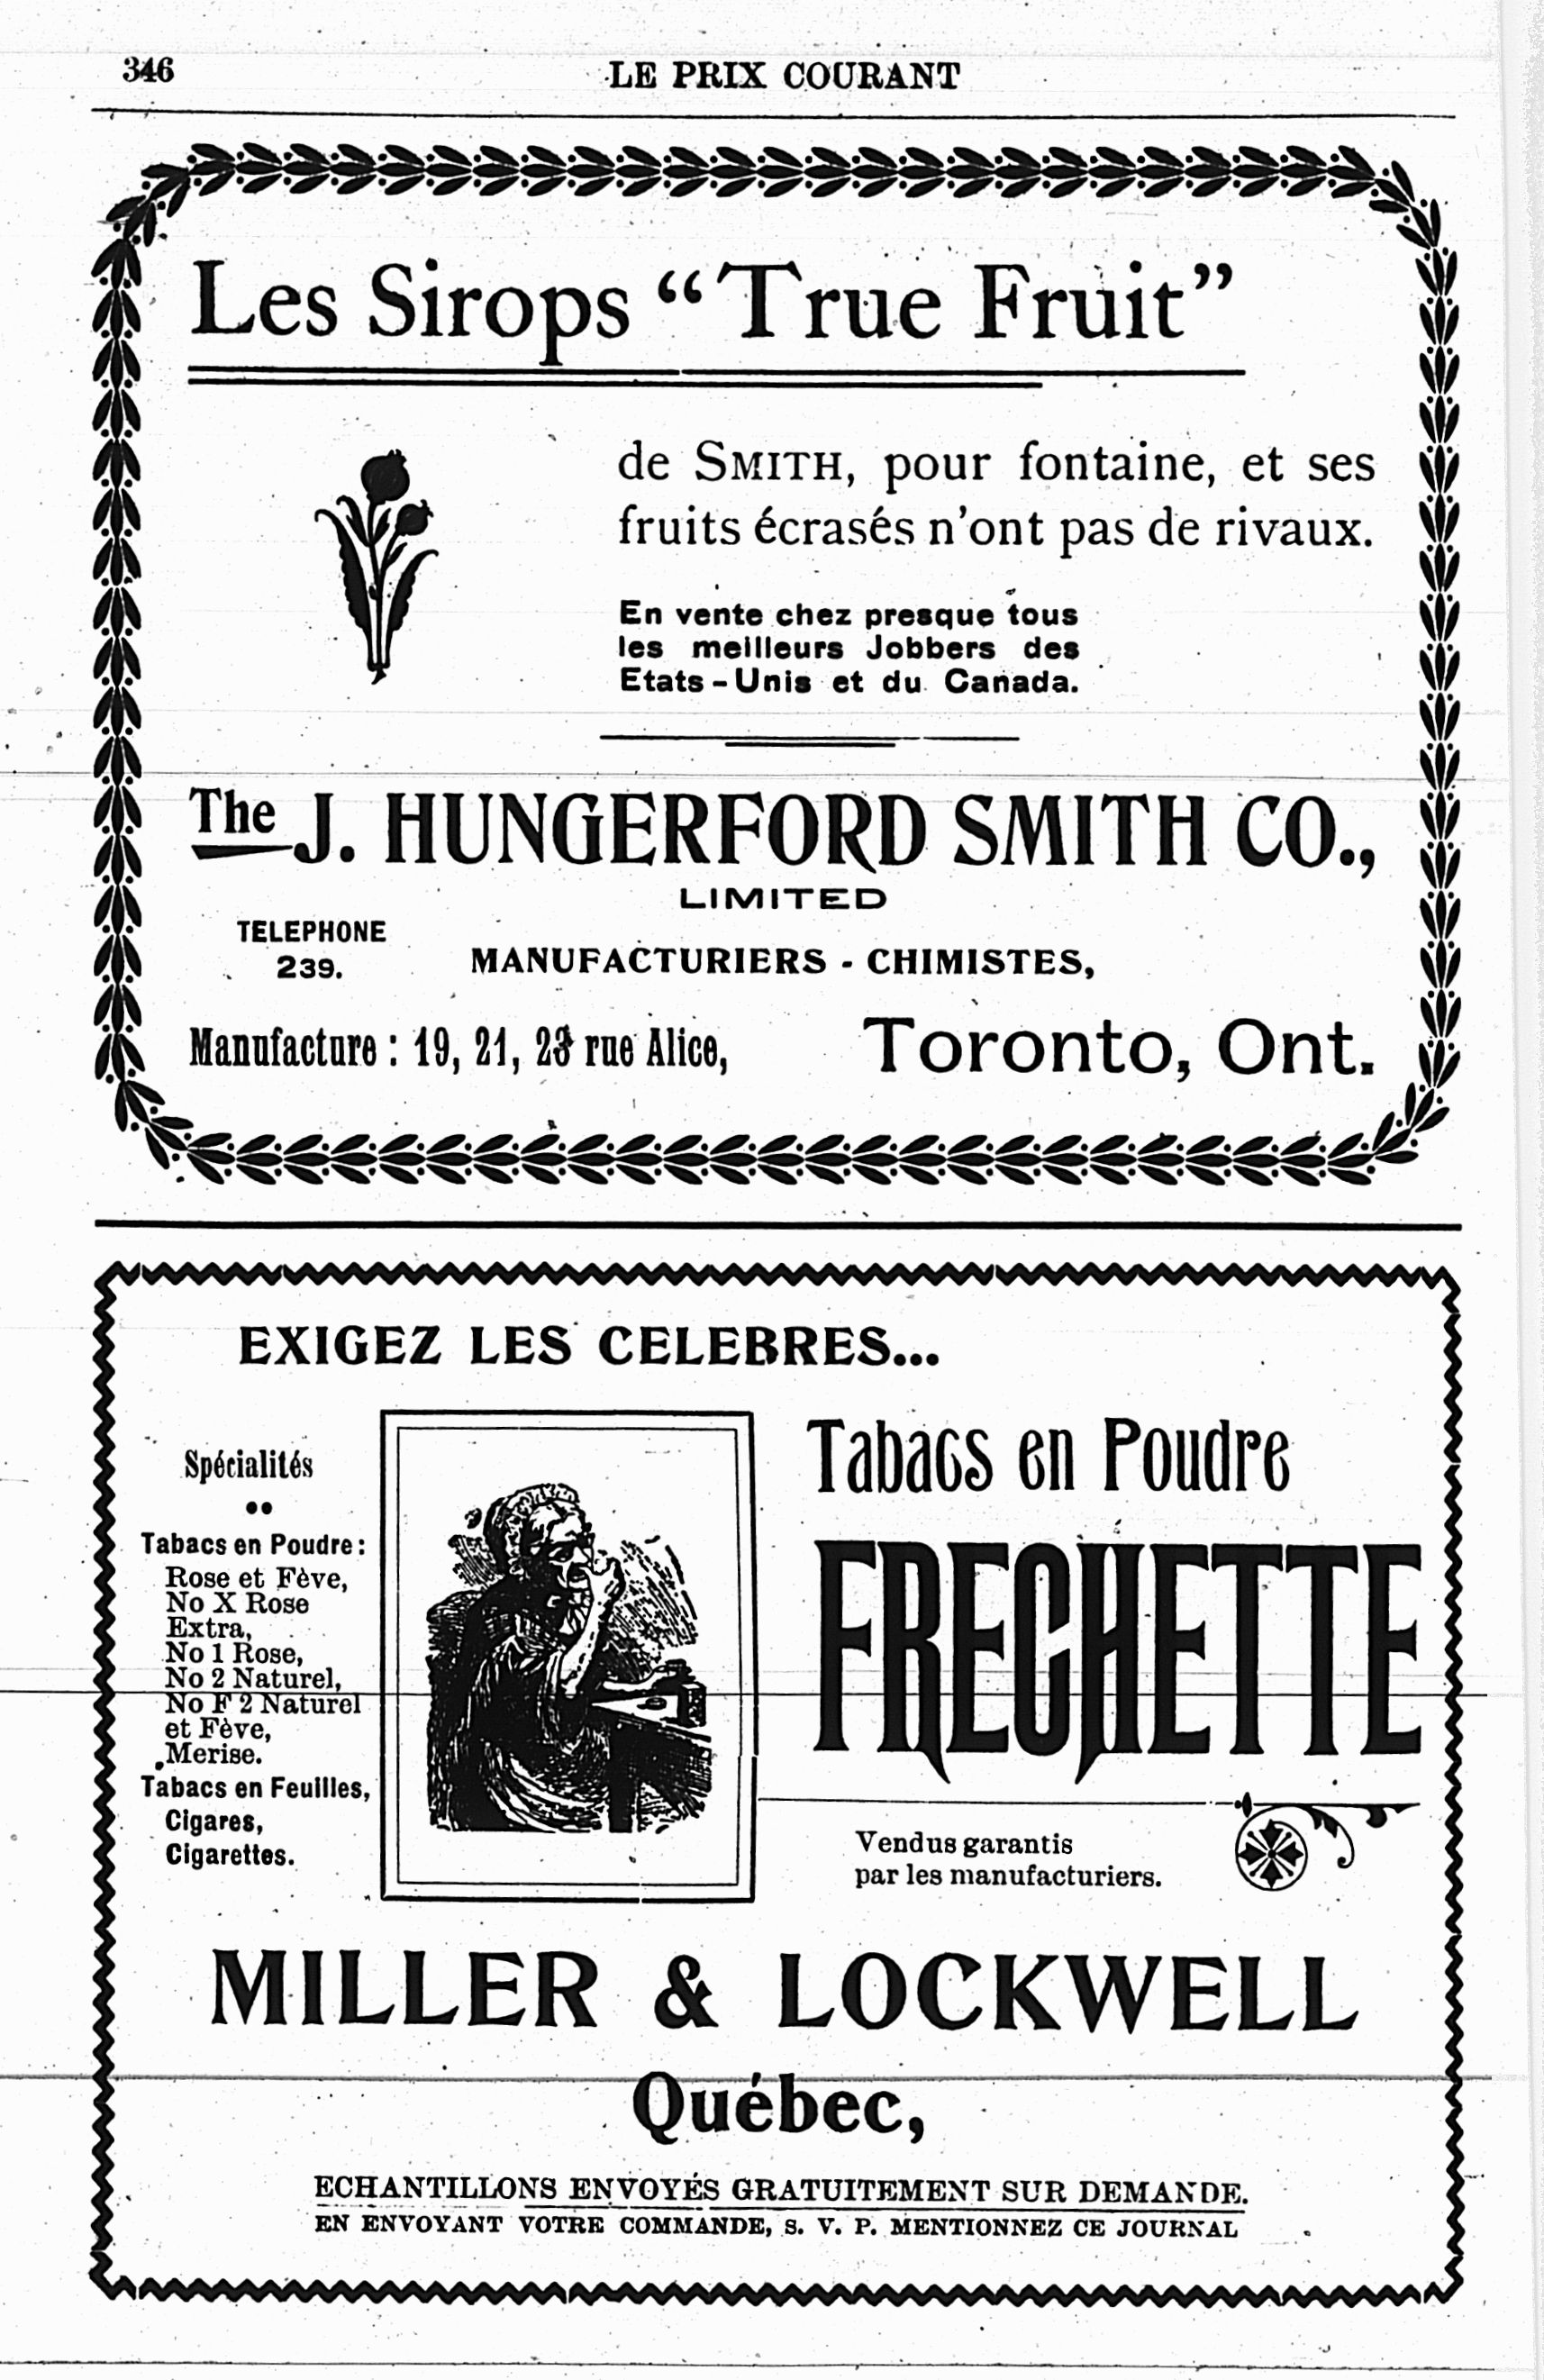 346
LE PRIX COURANT
Les Sirops “True Fruit”
de SMITH, pour fontaine, et ses
fruits écrasés n’ont pas de rivaux.
En vente chez presque tous
les meilleurs Jobbers des
Etats-Unis et du Canada.
The J. HUNGERFORD SMITH CO.,
LIMITED
TELEPHONE
239.
MANUFACTURIERS - CHIMISTES,
Manufacture : 19, 21, 23 rue Alice,
Toronto, Ont.
EXIGEZ LES CELEBRES...
Spécialités
Tabacs en Poudre :
Rose et Fève,
No X Rose
Extra,
No 1 Rose,
No 2 Naturel,
No F 2 Naturel
et Fève,
Merise.
Tabacs en Feuilles,
Cigares,
Cigarettes.
Tabacs en Poudre
FRECHETTE
Vendus garantis
par les manufacturiers.
MILLER & LOCKWELL
Québec,
ECHANTILLONS ENVOYÉS GRATUITEMENT SUR DEMANDE.
EN ENVOYANT VOTRE COMMANDE, S. V. P. MENTIONNEZ CE JOURNAL